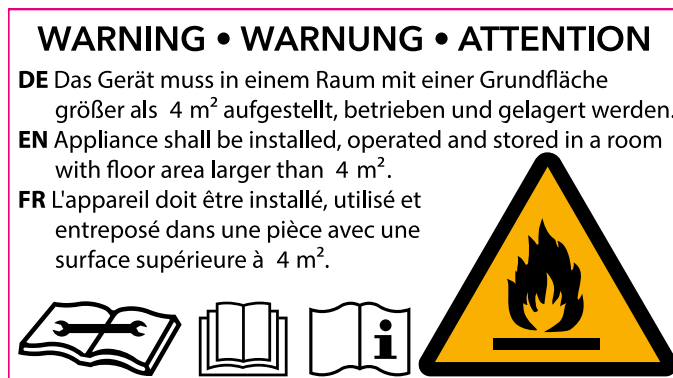 WARNING • WARNUNG • ATTENTION
DE Das Gerät muss in einem Raum mit einer Grundfläche
größer als 4 m² aufgestellt, betrieben und gelagert werden.
EN Appliance shall be installed, operated and stored in a room
with floor area larger than 4 m².
FR L'appareil doit être installé, utilisé et
entreposé dans une pièce avec une
surface supérieure à 4 m².
i